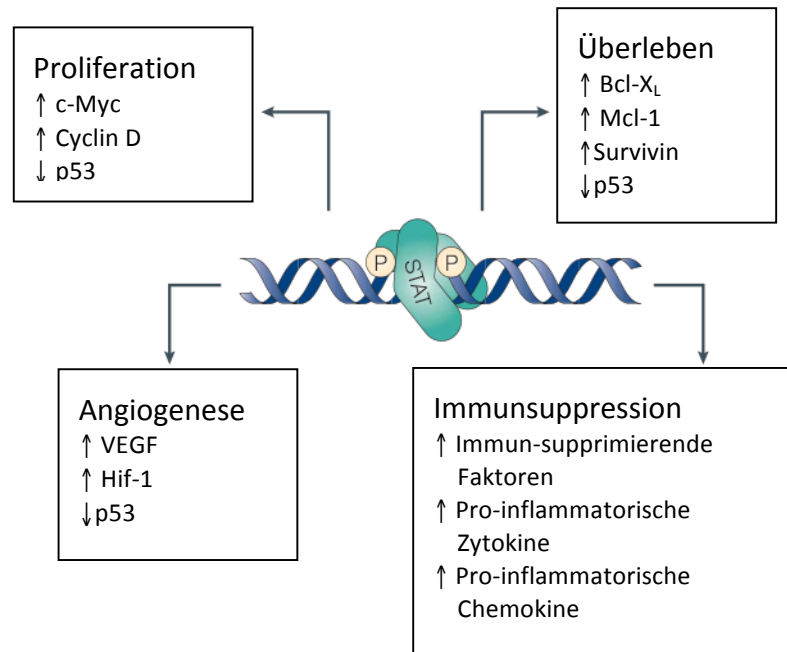 Proliferation
↑ c-Myc
↑ Cyclin D
↓ p53
Überleben
↑ Bcl-X_L
↑ Mcl-1
↑Survivin
↓p53
P
STAT
P
Angiogenese
↑ VEGF
↑ Hif-1
↓p53
Immunsuppression
↑ Immun-supprimierende
Faktoren
↑ Pro-inflammatorische
Zytokine
↑ Pro-inflammatorische
Chemokine